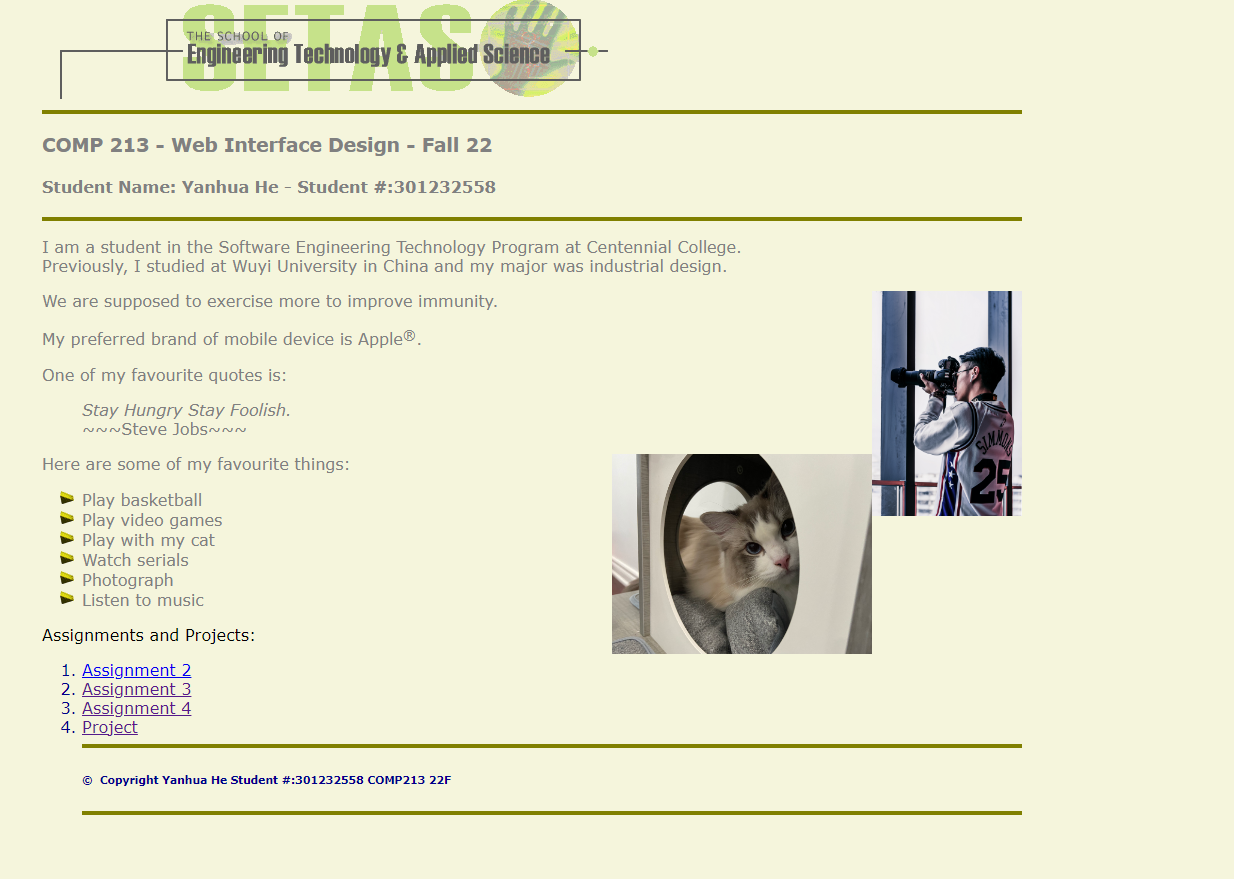 SETAS
THE SCHOOL OF
Engineering Technology & Applied Science
COMP 213 - Web Interface Design - Fall 22
Student Name: Yanhua He - Student #:301232558
I am a student in the Software Engineering Technology Program at Centennial College.
Previously, I studied at Wuyi University in China and my major was industrial design.
We are supposed to exercise more to improve immunity.
My preferred brand of mobile device is Apple®.
One of my favourite quotes is:
Stay Hungry Stay Foolish.
~~~Steve Jobs~~~
Here are some of my favourite things:
Play basketball
Play video games
Play with my cat
Watch serials
Photograph
Listen to music
SIMMONS
25
Assignments and Projects:
1. Assignment 2
2. Assignment 3
3. Assignment 4
4. Project
© Copyright Yanhua He Student #:301232558 COMP213 22F